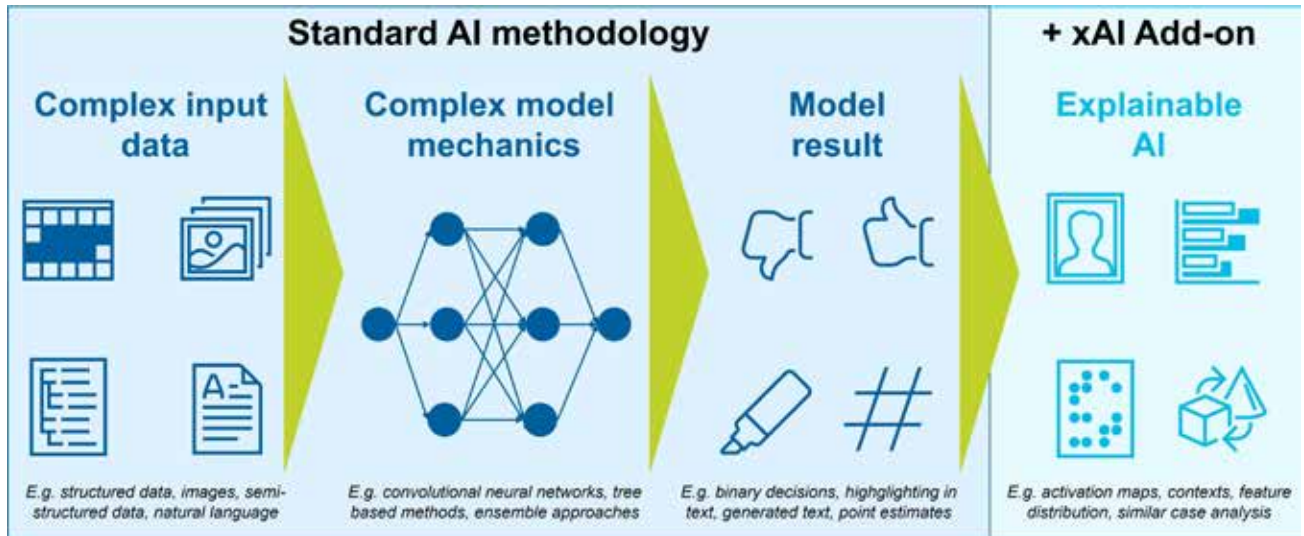 Standard AI methodology
+ xAI Add-on
Complex input
data
Complex model
mechanics
Model
result
Explainable
AI
A-
E.g. structured data, images, semi-
structured data, natural language
E.g. convolutional neural networks, tree
based methods, ensemble approaches
E.g. binary decisions, highghlighting in
text, generated text, point estimates
E.g. activation maps, contexts, feature
distribution, similar case analysis